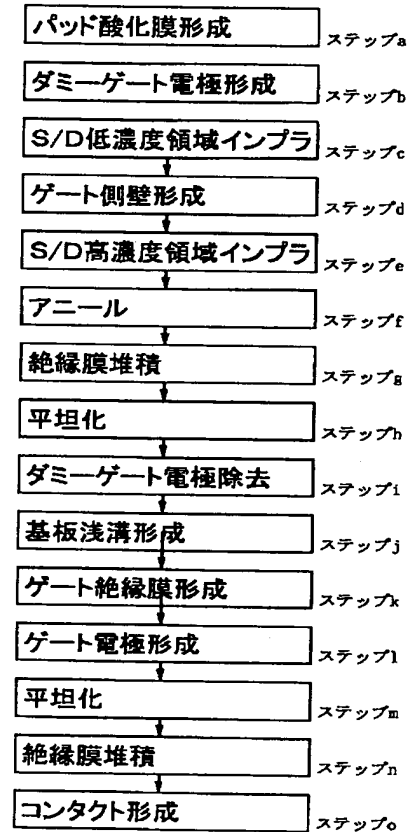 パッド酸化膜形成
ステップa
ダミーゲート電極形成
ステップb
S/D低濃度領域インプラ
ステップc
ゲート側壁形成
ステップd
S/D高濃度領域インプラ
ステップe
アニール
ステップf
絶縁膜堆積
ステップg
平坦化
ステップh
ダミーゲート電極除去
ステップi
基板浅溝形成
ステップj
ゲート絶縁膜形成
ステップk
ゲート電極形成
ステップl
平坦化
ステップm
絶縁膜堆積
ステップn
コンタクト形成
ステップo